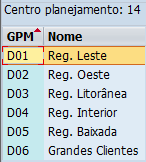 Centro planejamento: 14
GPM Nome
D01 Reg. Leste
D02 Reg. Oeste
D03 Reg. Litorânea
D04 Reg. Interior
D05 Reg. Baixada
D06 Grandes Clientes